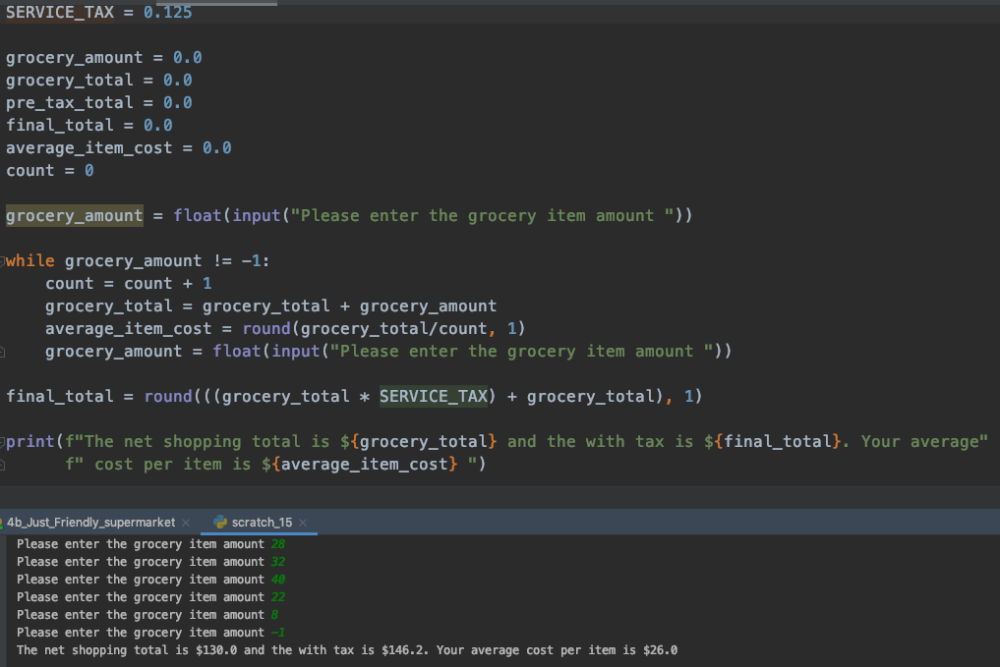 SERVICE_TAX = 0.125
grocery_amount = 0.0
grocery_total = 0.0
pre_tax_total = 0.0
final_total = 0.0
average_item_cost = 0.0
count = 0
grocery_amount = float(input("Please enter the grocery item amount "))
while grocery_amount != -1:
    count = count + 1
    grocery_total = grocery_total + grocery_amount
    average_item_cost = round(grocery_total/count, 1)
    grocery_amount = float(input("Please enter the grocery item amount "))
final_total = round(((grocery_total * SERVICE_TAX) + grocery_total), 1)
print(f"The net shopping total is ${grocery_total} and the with tax is ${final_total}. Your average"
      f" cost per item is ${average_item_cost} ")
4b_Just_Friendly_supermarket × scratch_15 ×
Please enter the grocery item amount 28
Please enter the grocery item amount 32
Please enter the grocery item amount 40
Please enter the grocery item amount 22
Please enter the grocery item amount 8
Please enter the grocery item amount -1
The net shopping total is $130.0 and the with tax is $146.2. Your average cost per item is $26.0